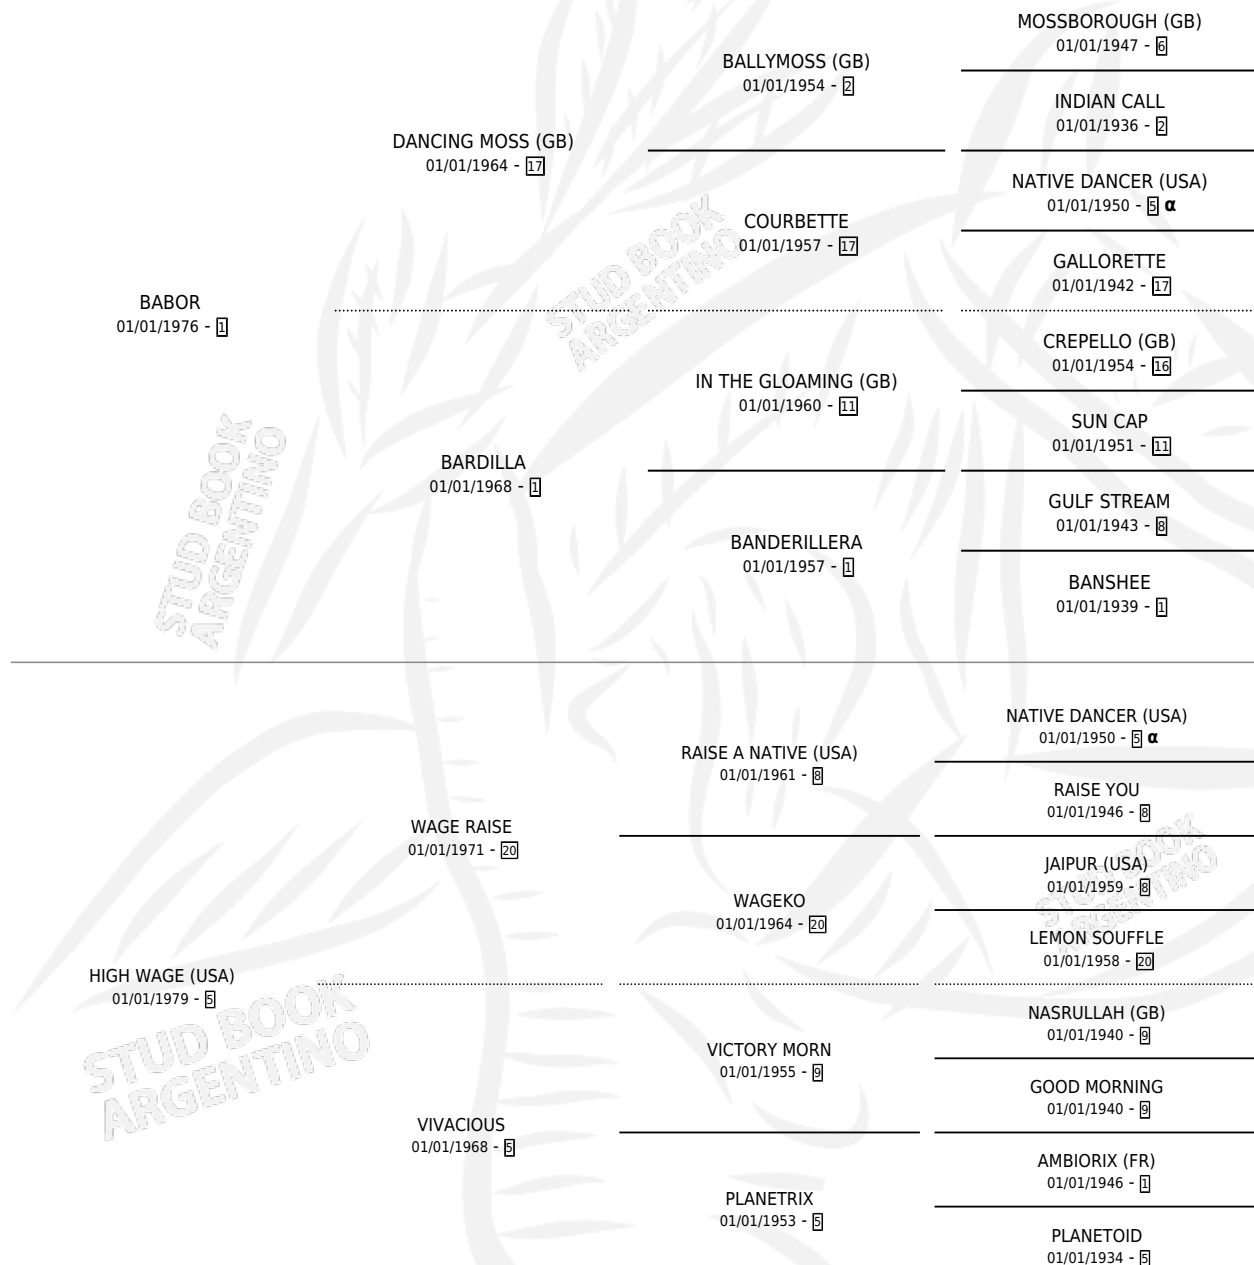 MOSSBOROUGH (GB)
01/01/1947 - 6
BALLYMOSS (GB)
01/01/1954 - 2
INDIAN CALL
01/01/1936 - 2
DANCING MOSS (GB)
01/01/1964 - 17
NATIVE DANCER (USA)
01/01/1950 - 5 α
COURBETTE
01/01/1957 - 17
GALLORETTE
01/01/1942 - 17
BABOR
01/01/1976 - 1
CREPELLO (GB)
01/01/1954 - 16
IN THE GLOAMING (GB)
01/01/1960 - 11
SUN CAP
01/01/1951 - 11
BARDILLA
01/01/1968 - 1
GULF STREAM
01/01/1943 - 8
BANDERILLERA
01/01/1957 - 1
BANSHEE
01/01/1939 - 1
STUD BOOK
ARGENTINO
STUD BOOK
ARGENTINO
NATIVE DANCER (USA)
01/01/1950 - 5 α
RAISE A NATIVE (USA)
01/01/1961 - 8
RAISE YOU
01/01/1946 - 8
WAGE RAISE
01/01/1971 - 20
JAIPUR (USA)
01/01/1959 - 8
WAGEKO
01/01/1964 - 20
LEMON SOUFFLE
01/01/1958 - 20
HIGH WAGE (USA)
01/01/1979 - 5
NASRULLAH (GB)
01/01/1940 - 9
VICTORY MORN
01/01/1955 - 9
GOOD MORNING
01/01/1940 - 9
VIVACIOUS
01/01/1968 - 5
AMBIORIX (FR)
01/01/1946 - 1
PLANETRIX
01/01/1953 - 5
PLANETOID
01/01/1934 - 5
STUD BOOK
ARGENTINO
STUD BOOK
ARGENTINO